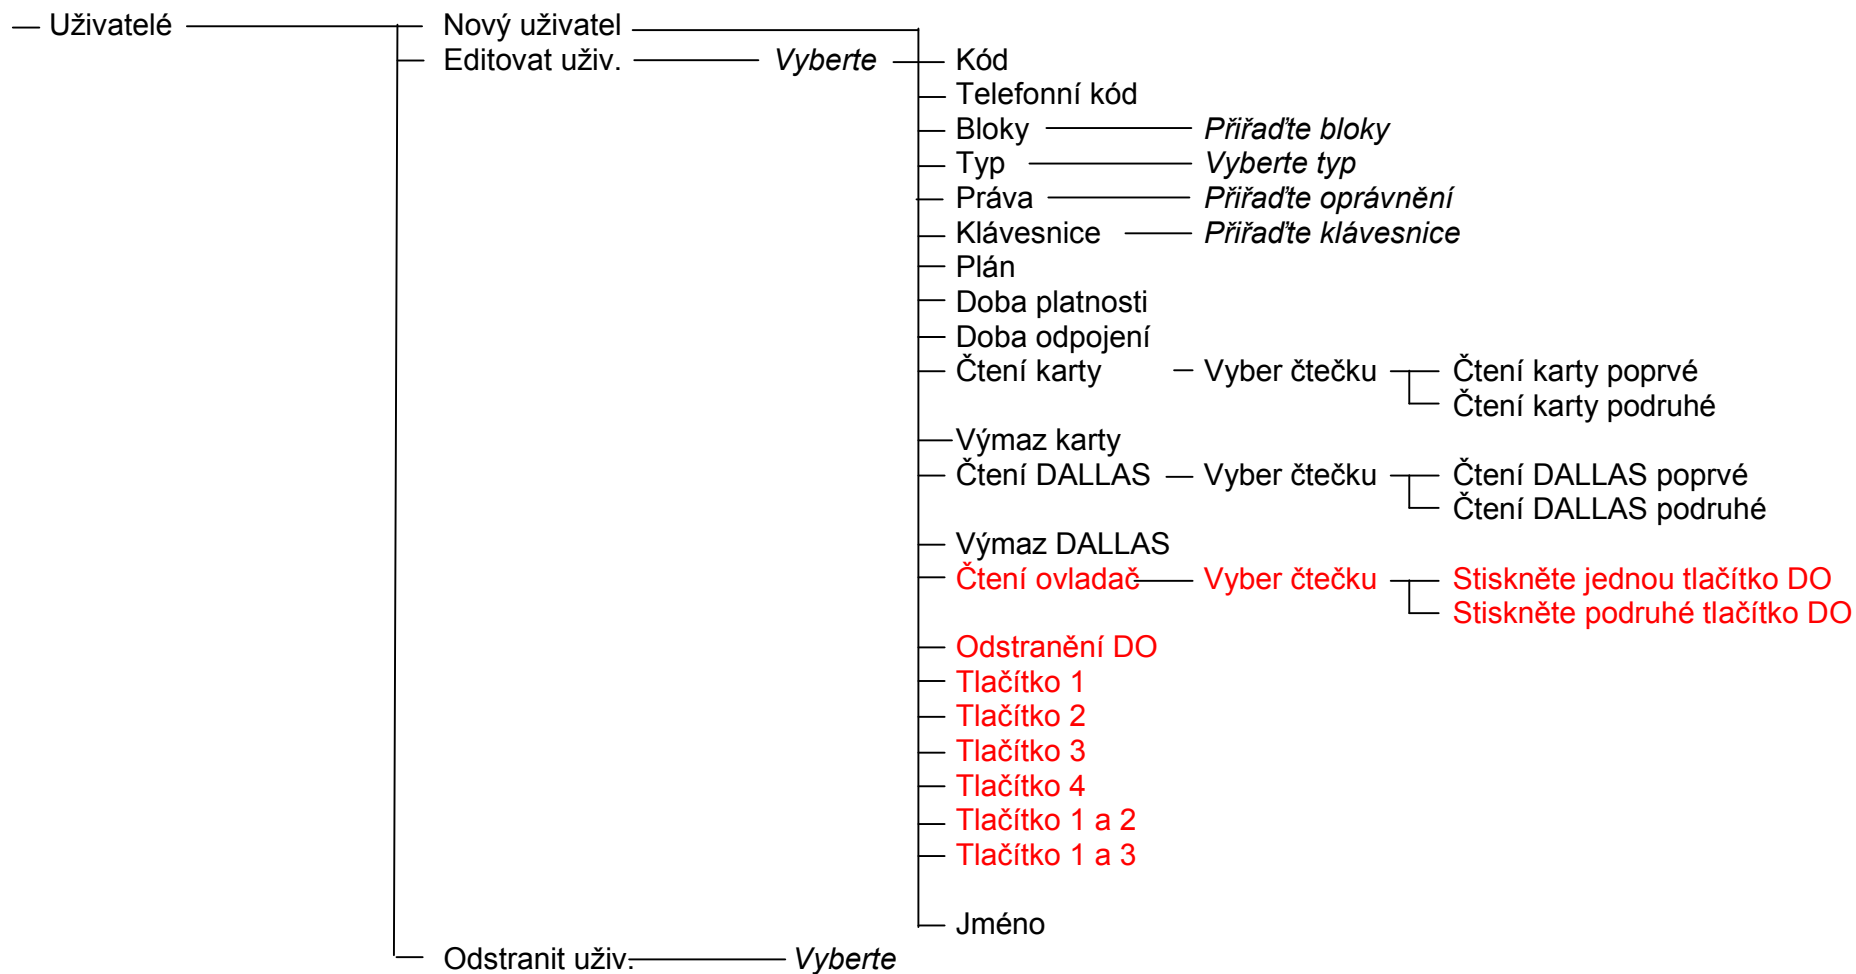 Uživatelé Nový uživatel
Editovat uživ. Vyberte Kód
Telefonní kód
Bloky Přiřaďte bloky
Typ Vyberte typ
Práva Přiřaďte oprávnění
Klávesnice Přiřaďte klávesnice
Plán
Doba platnosti
Doba odpojení
Čtení karty Vyber čtečku Čtení karty poprvé
Čtení karty podruhé
Výmaz karty
Čtení DALLAS Vyber čtečku Čtení DALLAS poprvé
Čtení DALLAS podruhé
Výmaz DALLAS
Čtení ovladač Vyber čtečku Stiskněte jednou tlačítko DO
Stiskněte podruhé tlačítko DO
Odstranění DO
Tlačítko 1
Tlačítko 2
Tlačítko 3
Tlačítko 4
Tlačítko 1 a 2
Tlačítko 1 a 3
Jméno
Odstranit uživ. Vyberte